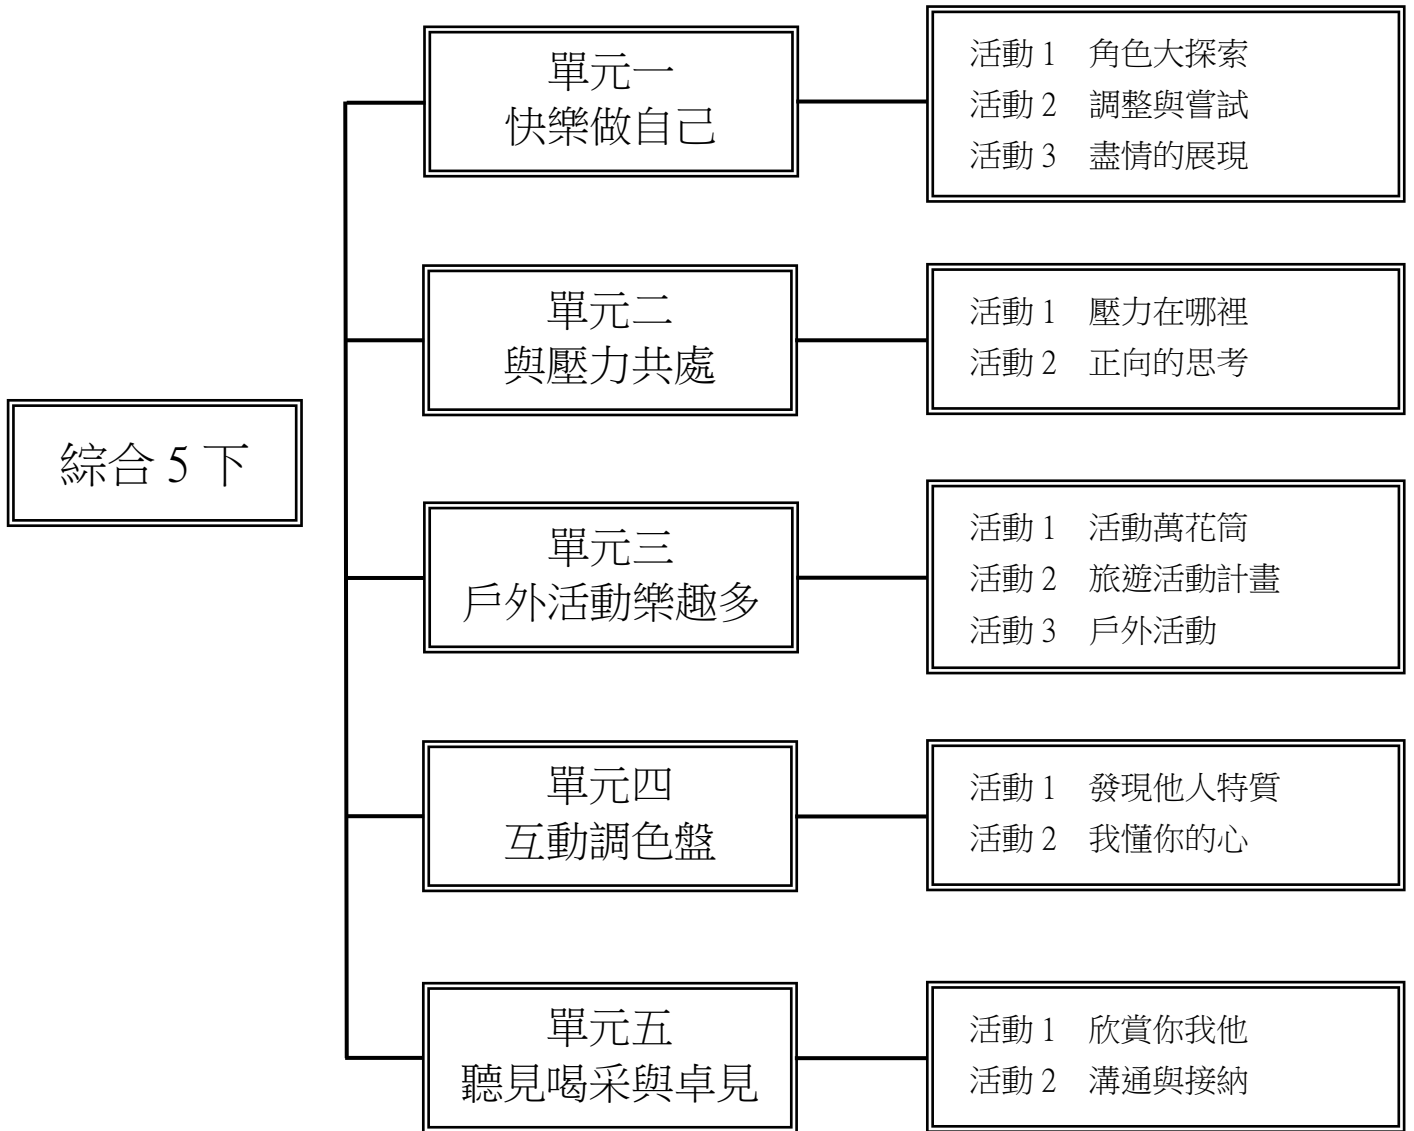 單元一
快樂做自己
活動 1 角色大探索
活動 2 調整與嘗試
活動 3 盡情的展現
單元二
與壓力共處
活動 1 壓力在哪裡
活動 2 正向的思考
綜合 5 下
單元三
戶外活動樂趣多
活動 1 活動萬花筒
活動 2 旅遊活動計畫
活動 3 戶外活動
單元四
互動調色盤
活動 1 發現他人特質
活動 2 我懂你的心
單元五
聽見喝采與卓見
活動 1 欣賞你我他
活動 2 溝通與接納